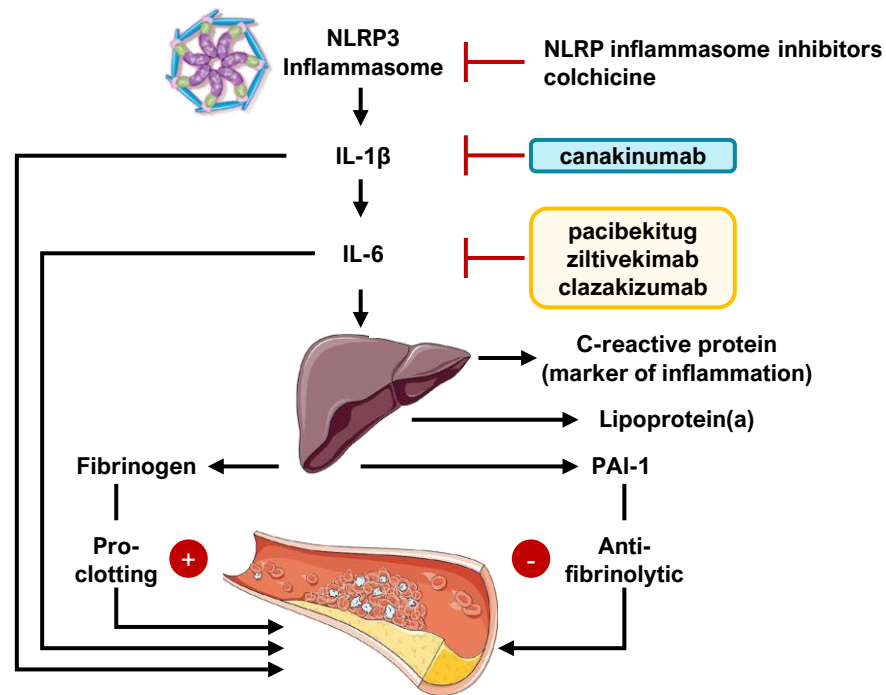 NLRP3
Inflammasome
NLRP inflammasome inhibitors
colchicine
IL-1β
canakinumab
IL-6
pacibekitug
ziltivekimab
clazakizumab
C-reactive protein
(marker of inflammation)
Lipoprotein(a)
Fibrinogen
PAI-1
Pro-
clotting
+
-
Anti-
fibrinolytic